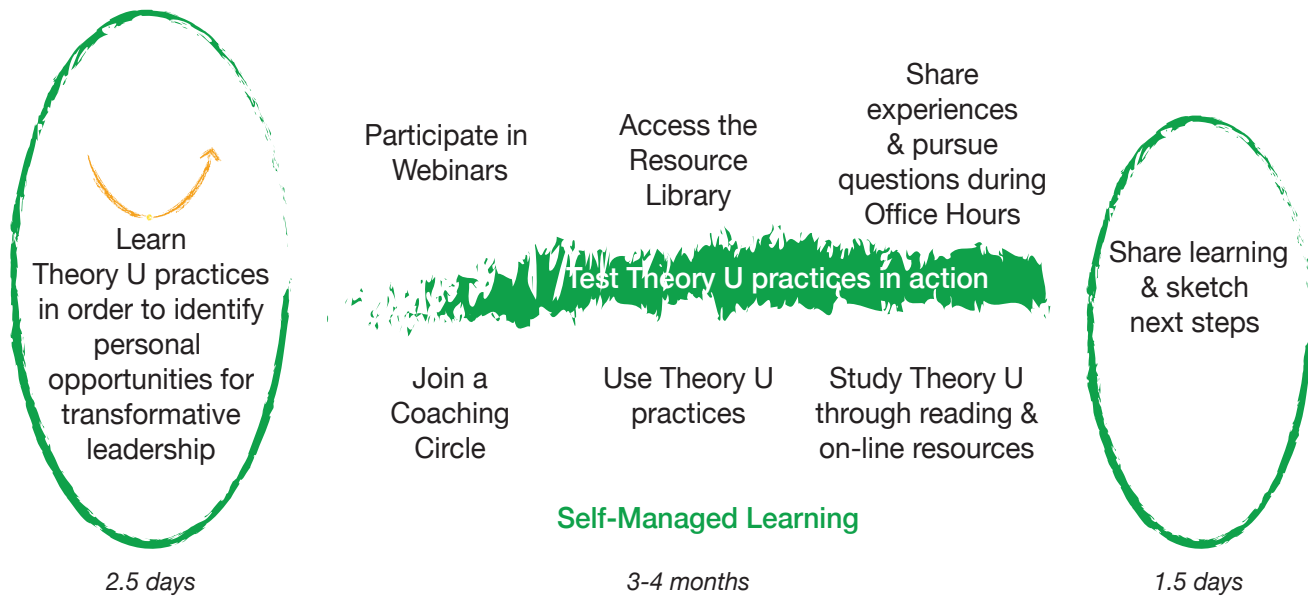 Learn
Theory U practices
in order to identify
personal
opportunities for
transformative
leadership
2.5 days
Participate in
Webinars
Access the
Resource
Library
Share
experiences
& pursue
questions during
Office Hours
Test Theory U practices in action
Join a
Coaching
Circle
Use Theory U
practices
Study Theory U
through reading &
on-line resources
Self-Managed Learning
3-4 months
Share learning
& sketch
next steps
1.5 days